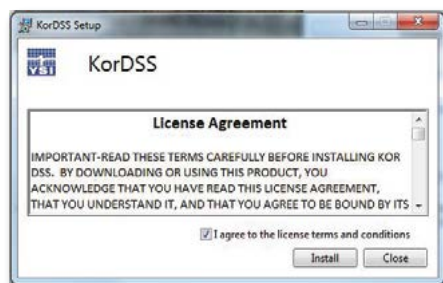 KorDSS Setup
YSI
KorDSS
License Agreement
IMPORTANT-READ THESE TERMS CAREFULLY BEFORE INSTALLING KOR
DSS. BY DOWNLOADING OR USING THIS PRODUCT, YOU
ACKNOWLEDGE THAT YOU HAVE READ THIS LICENSE AGREEMENT,
THAT YOU UNDERSTAND IT, AND THAT YOU AGREE TO BE BOUND BY ITS
I agree to the license terms and conditions
Install Close